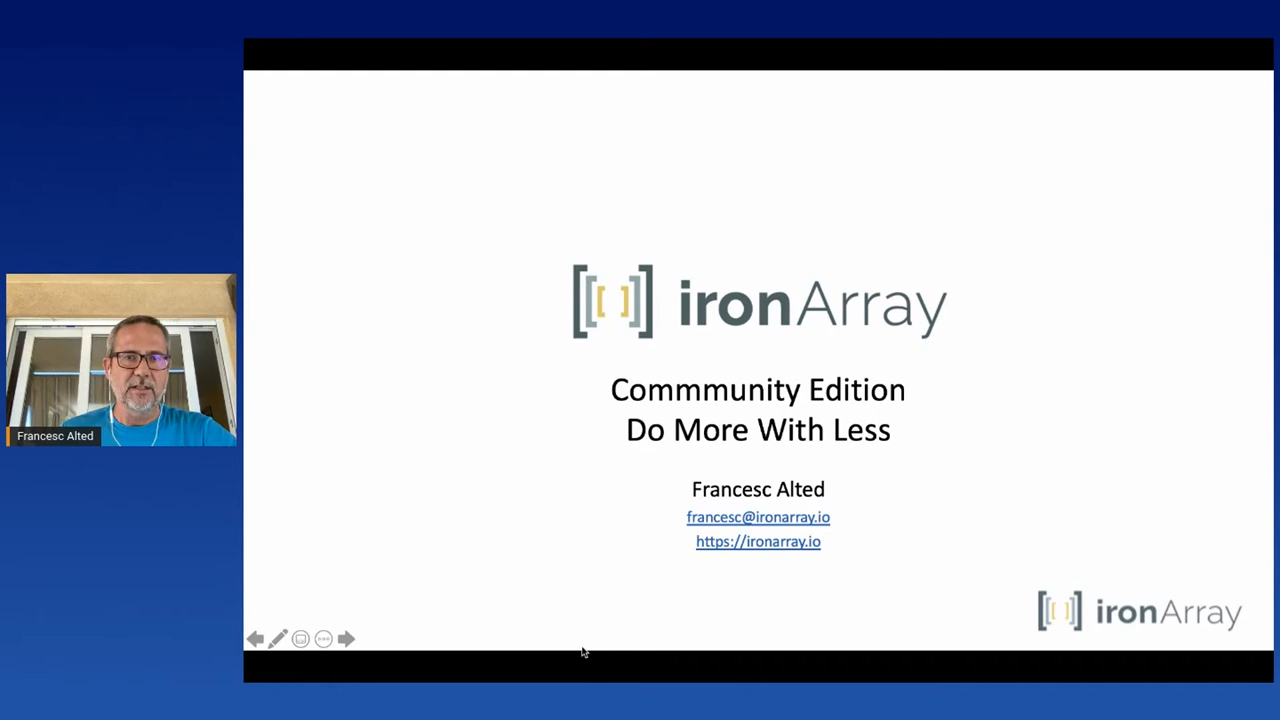 ironArray
Commmunity Edition
Do More With Less
Francesc Alted
francesc@ironarray.io
https://ironarray.io
ironArray
Francesc Alted